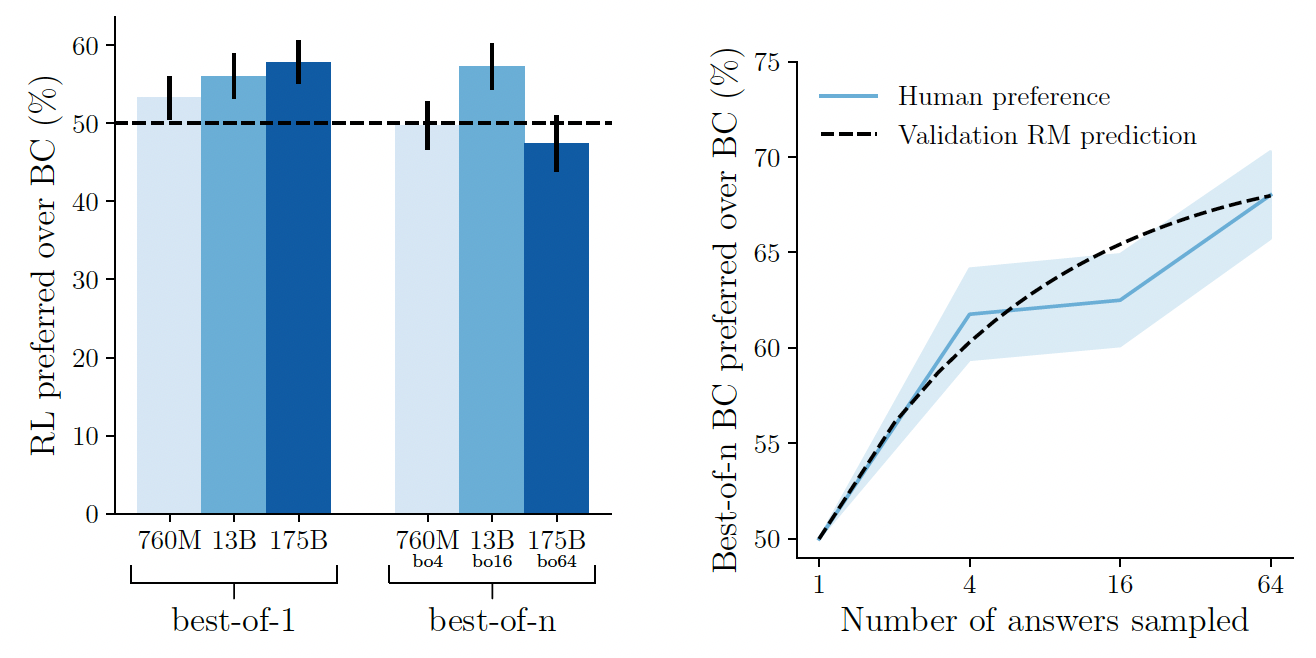 RL preferred over BC (%)
60
50
40
30
20
10
0
760M 13B 175B
760M 13B 175B
bo4 bo16 bo64
best-of-1
best-of-n
Best-of-n BC preferred over BC (%)
75
70
65
60
55
50
Human preference
Validation RM prediction
1 4 16 64
Number of answers sampled